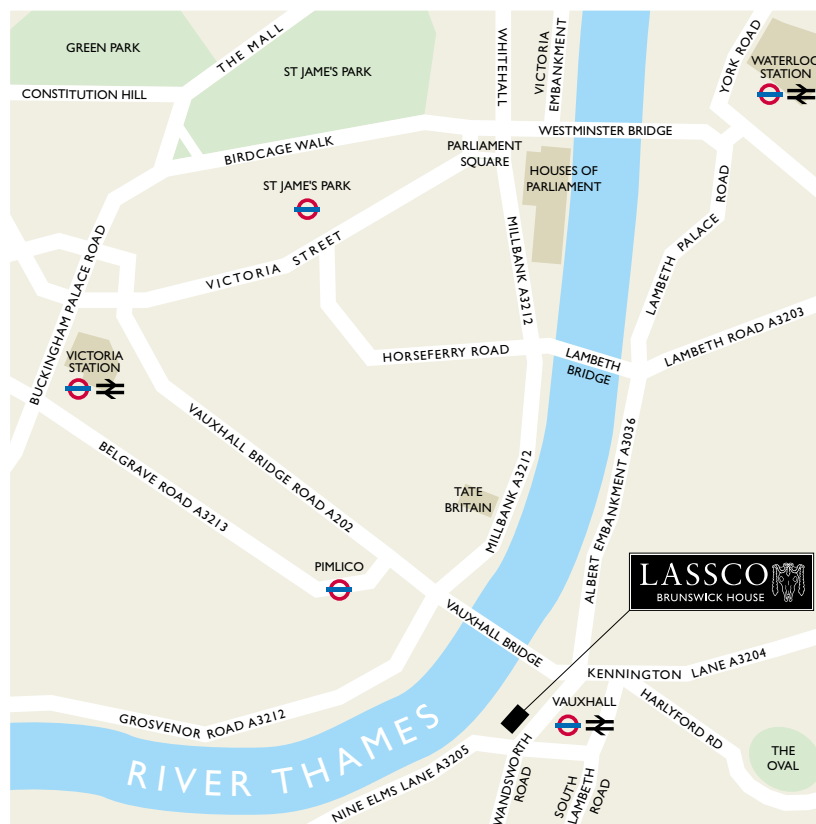 GREEN PARK
THE MALL
ST JAME'S PARK
WHITEHALL
VICTORIA
EMBANKMENT
YORK ROAD
WATERLOO
STATION
CONSTITUTION HILL
BIRDCAGE WALK
PARLIAMENT
SQUARE
WESTMINSTER BRIDGE
HOUSES OF
PARLIAMENT
ST JAME'S PARK
VICTORIA STREET
MILLBANK A3212
LAMBETH PALACE ROAD
BUCKINGHAM PALACE ROAD
VICTORIA
STATION
HORSEFERRY ROAD
LAMBETH
BRIDGE
LAMBETH ROAD A3203
VAUXHALL BRIDGE ROAD A202
BELGRAVE ROAD A3213
TATE
BRITAIN
MILLBANK A3212
ALBERT EMBANKMENT A3036
PIMLICO
LASSCO
BRUNSWICK HOUSE
VAUXHALL BRIDGE
KENNINGTON LANE A3204
HARLYFORD RD
VAUXHALL
GROSVENOR ROAD A3212
RIVER THAMES
NINE ELMS LANE A3205
WANDSWORTH
ROAD
SOUTH
LAMBETH
ROAD
THE
OVAL